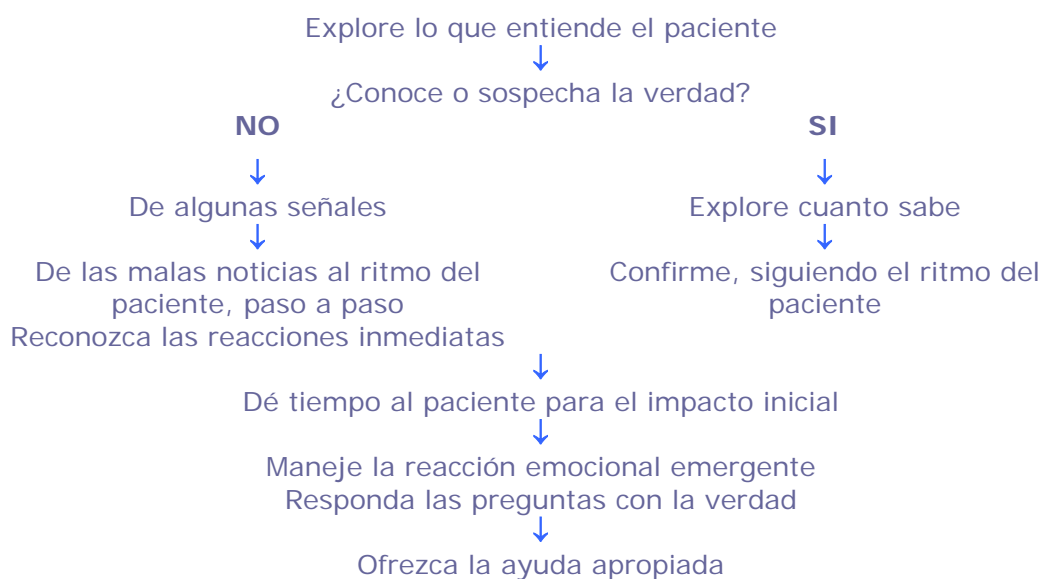 Explore lo que entiende el paciente
¿Conoce o sospecha la verdad?
NO
SI
De algunas señales
Explore cuanto sabe
De las malas noticias al ritmo del
paciente, paso a paso
Reconozca las reacciones inmediatas
Confirme, siguiendo el ritmo del
paciente
Dé tiempo al paciente para el impacto inicial
Maneje la reacción emocional emergente
Responda las preguntas con la verdad
Ofrezca la ayuda apropiada